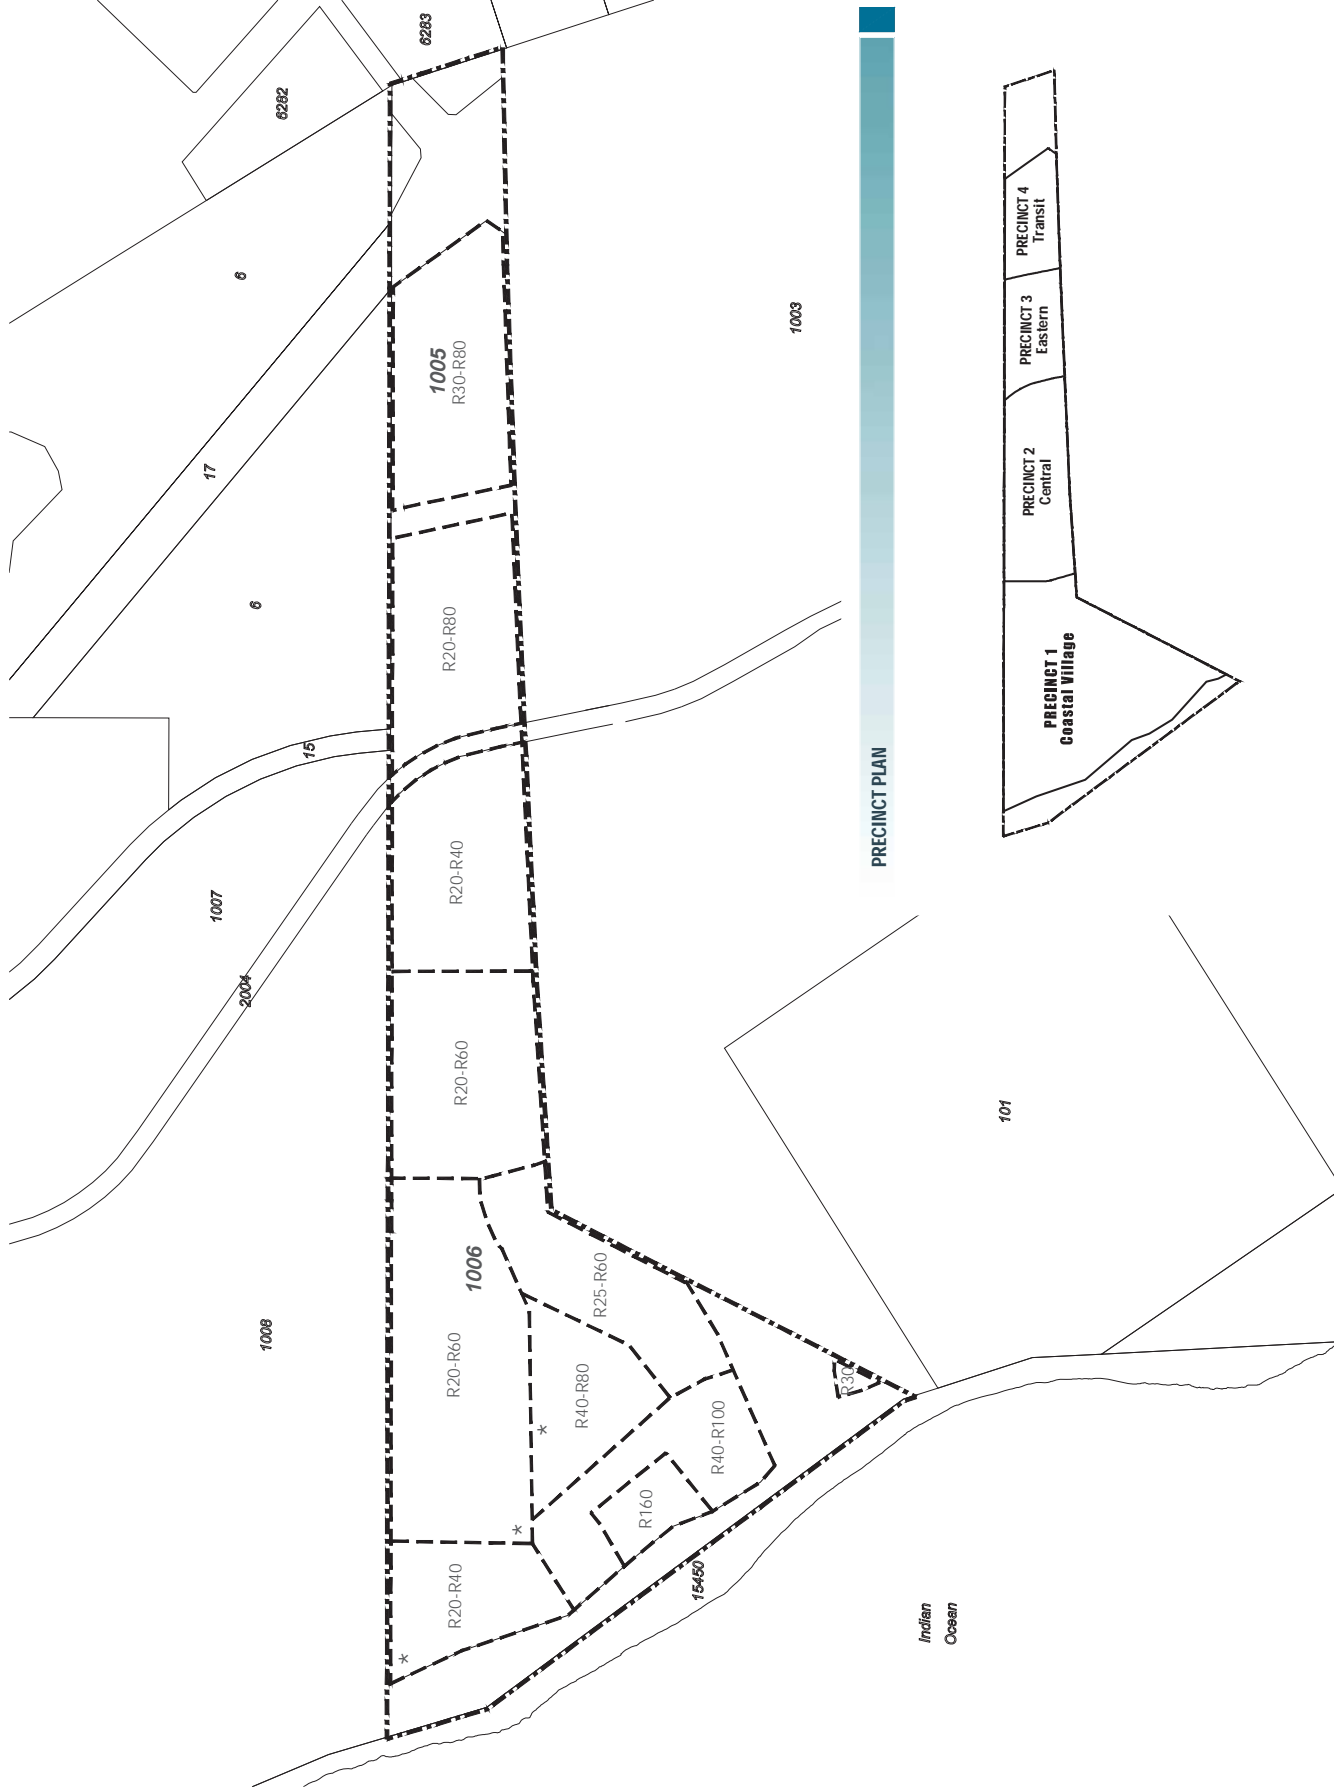 6283
6282
6
17
6
15
1007
2004
1008
1003
1005
R30-R80
R20-R80
R20-R40
R20-R60
1006
R20-R60
R25-R60
R40-R80
*
R40-R100
R30
R160
*
R20-R40
*
15450
101
Indian
Ocean
PRECINCT PLAN
PRECINCT 1
Coastal Village
PRECINCT 2
Central
PRECINCT 3
Eastern
PRECINCT 4
Transit